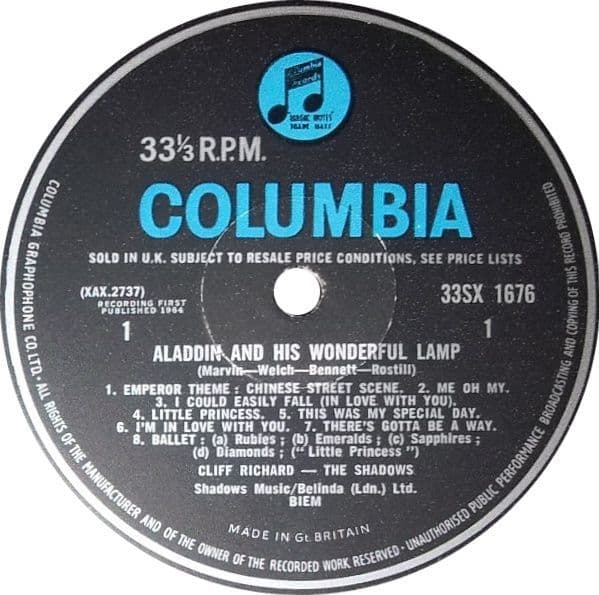 Columbia
Records
"MAGIC NOTES"
TRADE MARK
33⅓ R.P.M.
COLUMBIA
SOLD IN U.K. SUBJECT TO RESALE PRICE CONDITIONS, SEE PRICE LISTS
(XAX.2737)
33SX 1676
RECORDING FIRST
PUBLISHED 1964
1
1
ALADDIN AND HIS WONDERFUL LAMP
(Marvin—Welch—Bennett—Rostill)
1. EMPEROR THEME : CHINESE STREET SCENE. 2. ME OH MY.
3. I COULD EASILY FALL (IN LOVE WITH YOU).
4. LITTLE PRINCESS. 5. THIS WAS MY SPECIAL DAY.
6. I'M IN LOVE WITH YOU. 7. THERE'S GOTTA BE A WAY.
8. BALLET : (a) Rubies ; (b) Emeralds ; (c) Sapphires ;
(d) Diamonds ; (" Little Princess ")
CLIFF RICHARD — THE SHADOWS
Shadows Music/Belinda (Ldn.) Ltd.
BIEM
MADE IN Gt. BRITAIN
COLUMBIA GRAPHOPHONE CO. LTD. · ALL RIGHTS OF THE MANUFACTURER AND OF THE OWNER OF THE RECORDED WORK RESERVED · UNAUTHORISED PUBLIC PERFORMANCE BROADCASTING AND COPYING OF THIS RECORD PROHIBITED